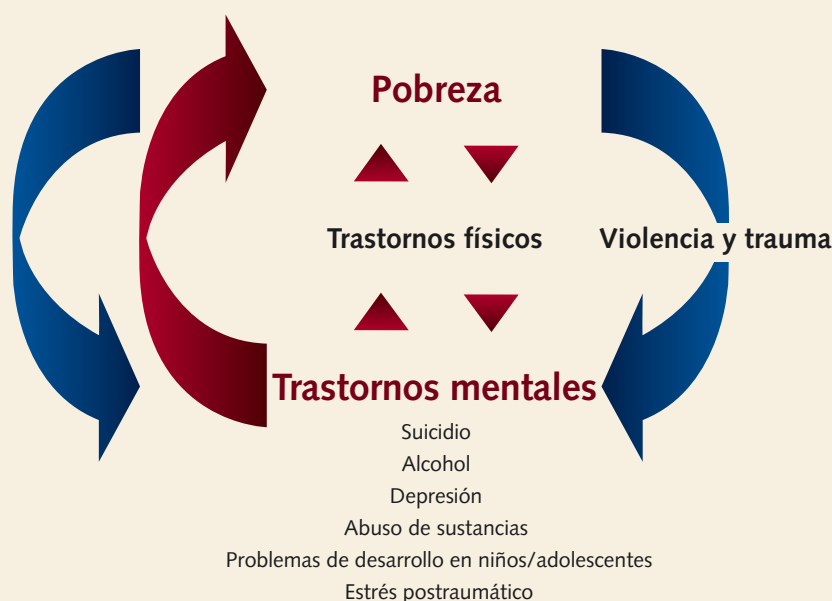 Pobreza
Trastornos físicos
Violencia y trauma
Trastornos mentales
Suicidio
Alcohol
Depresión
Abuso de sustancias
Problemas de desarrollo en niños/adolescentes
Estrés postraumático